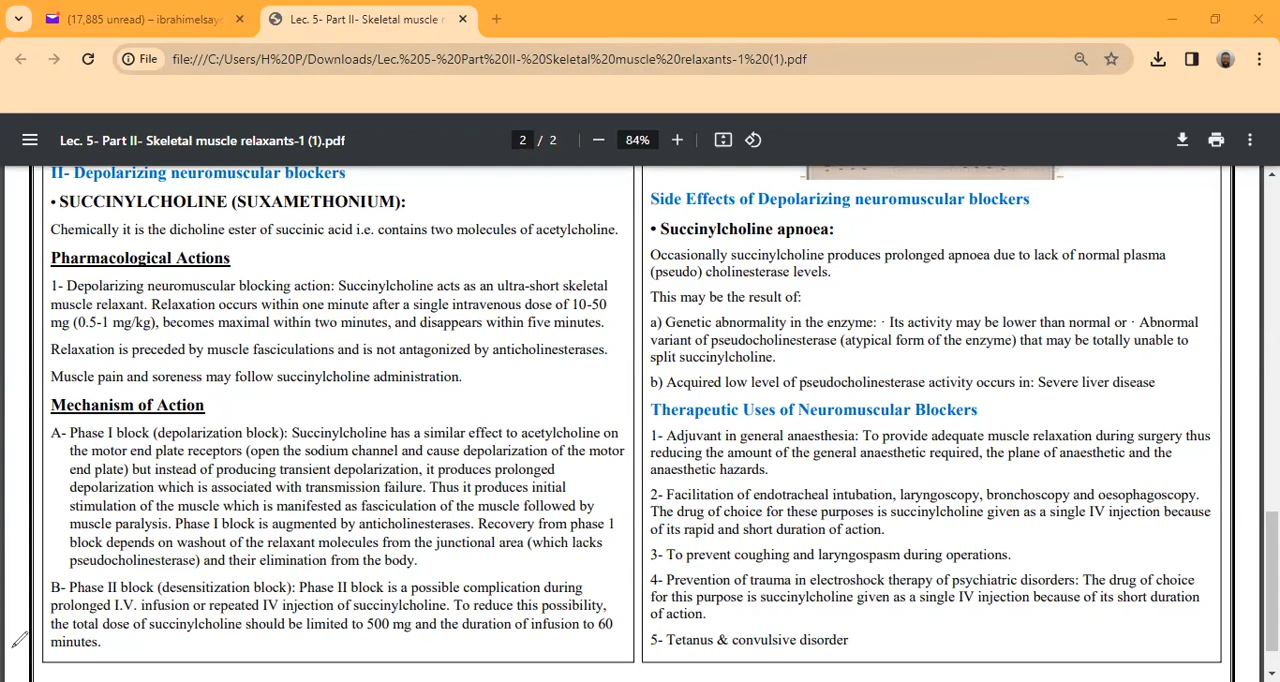 (17,885 unread) – ibrahimelsay
Lec. 5- Part II- Skeletal muscle r
File
file:///C:/Users/H%20P/Downloads/Lec.%205-%20Part%20II-%20Skeletal%20muscle%20relaxants-1%20(1).pdf
Lec. 5- Part II- Skeletal muscle relaxants-1 (1).pdf
2 / 2
84%
II- Depolarizing neuromuscular blockers
• SUCCINYLCHOLINE (SUXAMETHONIUM):
Chemically it is the dicholine ester of succinic acid i.e. contains two molecules of acetylcholine.
Pharmacological Actions
1- Depolarizing neuromuscular blocking action: Succinylcholine acts as an ultra-short skeletal
muscle relaxant. Relaxation occurs within one minute after a single intravenous dose of 10-50
mg (0.5-1 mg/kg), becomes maximal within two minutes, and disappears within five minutes.
Relaxation is preceded by muscle fasciculations and is not antagonized by anticholinesterases.
Muscle pain and soreness may follow succinylcholine administration.
Mechanism of Action
A- Phase I block (depolarization block): Succinylcholine has a similar effect to acetylcholine on
the motor end plate receptors (open the sodium channel and cause depolarization of the motor
end plate) but instead of producing transient depolarization, it produces prolonged
depolarization which is associated with transmission failure. Thus it produces initial
stimulation of the muscle which is manifested as fasciculation of the muscle followed by
muscle paralysis. Phase I block is augmented by anticholinesterases. Recovery from phase 1
block depends on washout of the relaxant molecules from the junctional area (which lacks
pseudocholinesterase) and their elimination from the body.
B- Phase II block (desensitization block): Phase II block is a possible complication during
prolonged I.V. infusion or repeated IV injection of succinylcholine. To reduce this possibility,
the total dose of succinylcholine should be limited to 500 mg and the duration of infusion to 60
minutes.
Side Effects of Depolarizing neuromuscular blockers
• Succinylcholine apnoea:
Occasionally succinylcholine produces prolonged apnoea due to lack of normal plasma
(pseudo) cholinesterase levels.
This may be the result of:
a) Genetic abnormality in the enzyme: · Its activity may be lower than normal or · Abnormal
variant of pseudocholinesterase (atypical form of the enzyme) that may be totally unable to
split succinylcholine.
b) Acquired low level of pseudocholinesterase activity occurs in: Severe liver disease
Therapeutic Uses of Neuromuscular Blockers
1- Adjuvant in general anaesthesia: To provide adequate muscle relaxation during surgery thus
reducing the amount of the general anaesthetic required, the plane of anaesthetic and the
anaesthetic hazards.
2- Facilitation of endotracheal intubation, laryngoscopy, bronchoscopy and oesophagoscopy.
The drug of choice for these purposes is succinylcholine given as a single IV injection because
of its rapid and short duration of action.
3- To prevent coughing and laryngospasm during operations.
4- Prevention of trauma in electroshock therapy of psychiatric disorders: The drug of choice
for this purpose is succinylcholine given as a single IV injection because of its short duration
of action.
5- Tetanus & convulsive disorder